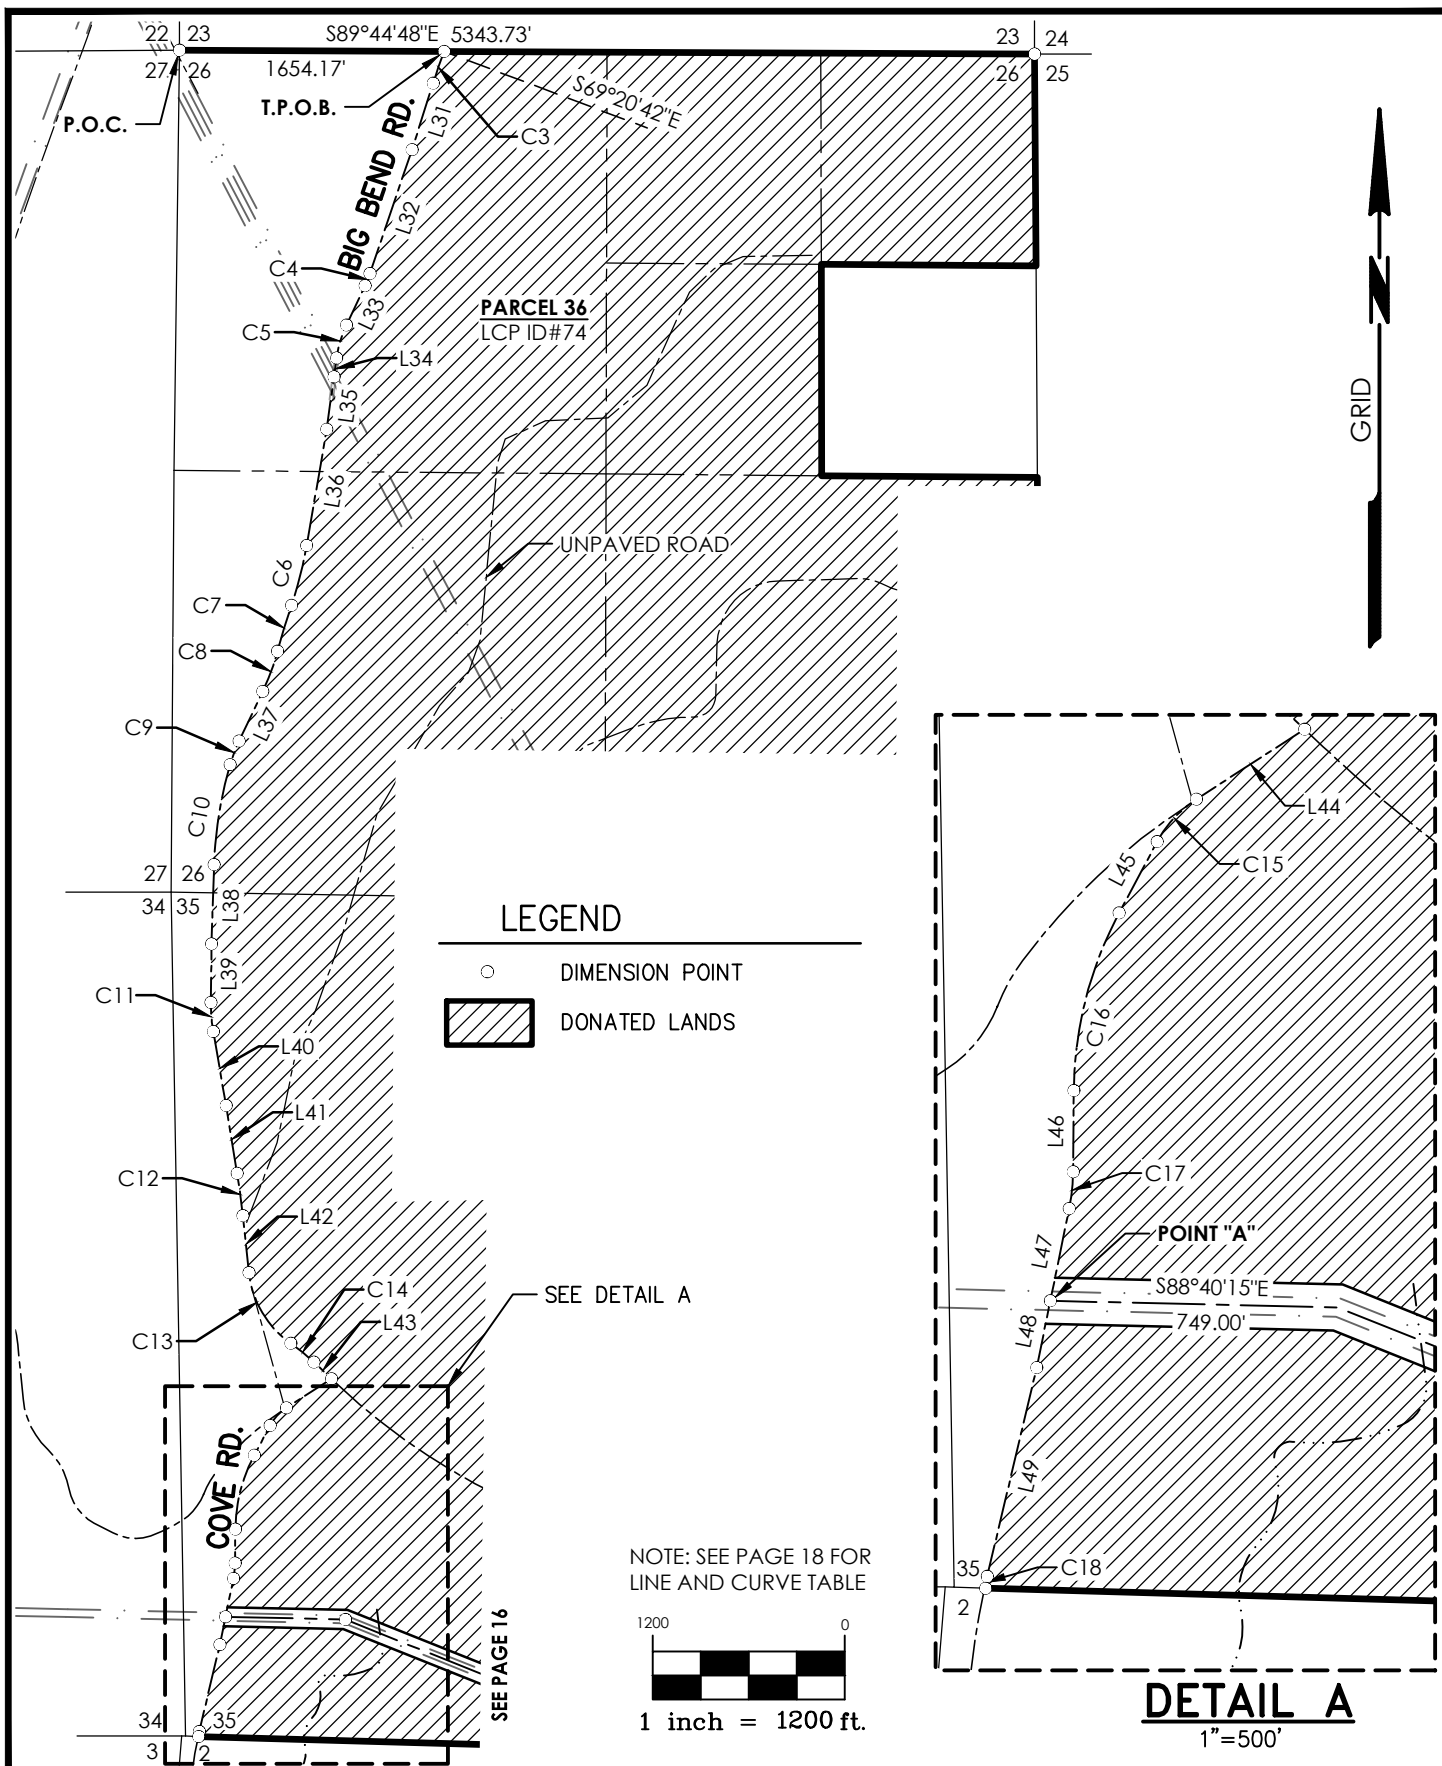 22 23
S89°44'48"E 5343.73'
23 24
27 26
1654.17'
26 25
P.O.C.
T.P.O.B.
S69°20'42"E
C3
L31
BIG BEND RD.
L32
C4
L33
PARCEL 36
LCP ID#74
C5
L34
L35
N
GRID
L36
UNPAVED ROAD
C6
C7
C8
L37
C9
C10
27 26
34 35
L38
L39
C11
L40
L41
C12
L42
C14
L43
C13
SEE DETAIL A
COVE RD.
LEGEND
DIMENSION POINT
DONATED LANDS
L44
C15
L45
C16
L46
C17
L47
POINT "A"
S88°40'15"E
749.00'
L48
L49
35
C18
2
NOTE: SEE PAGE 18 FOR
LINE AND CURVE TABLE
1200 0
1 inch = 1200 ft.
SEE PAGE 16
34 35
3 2
DETAIL A
1"=500'